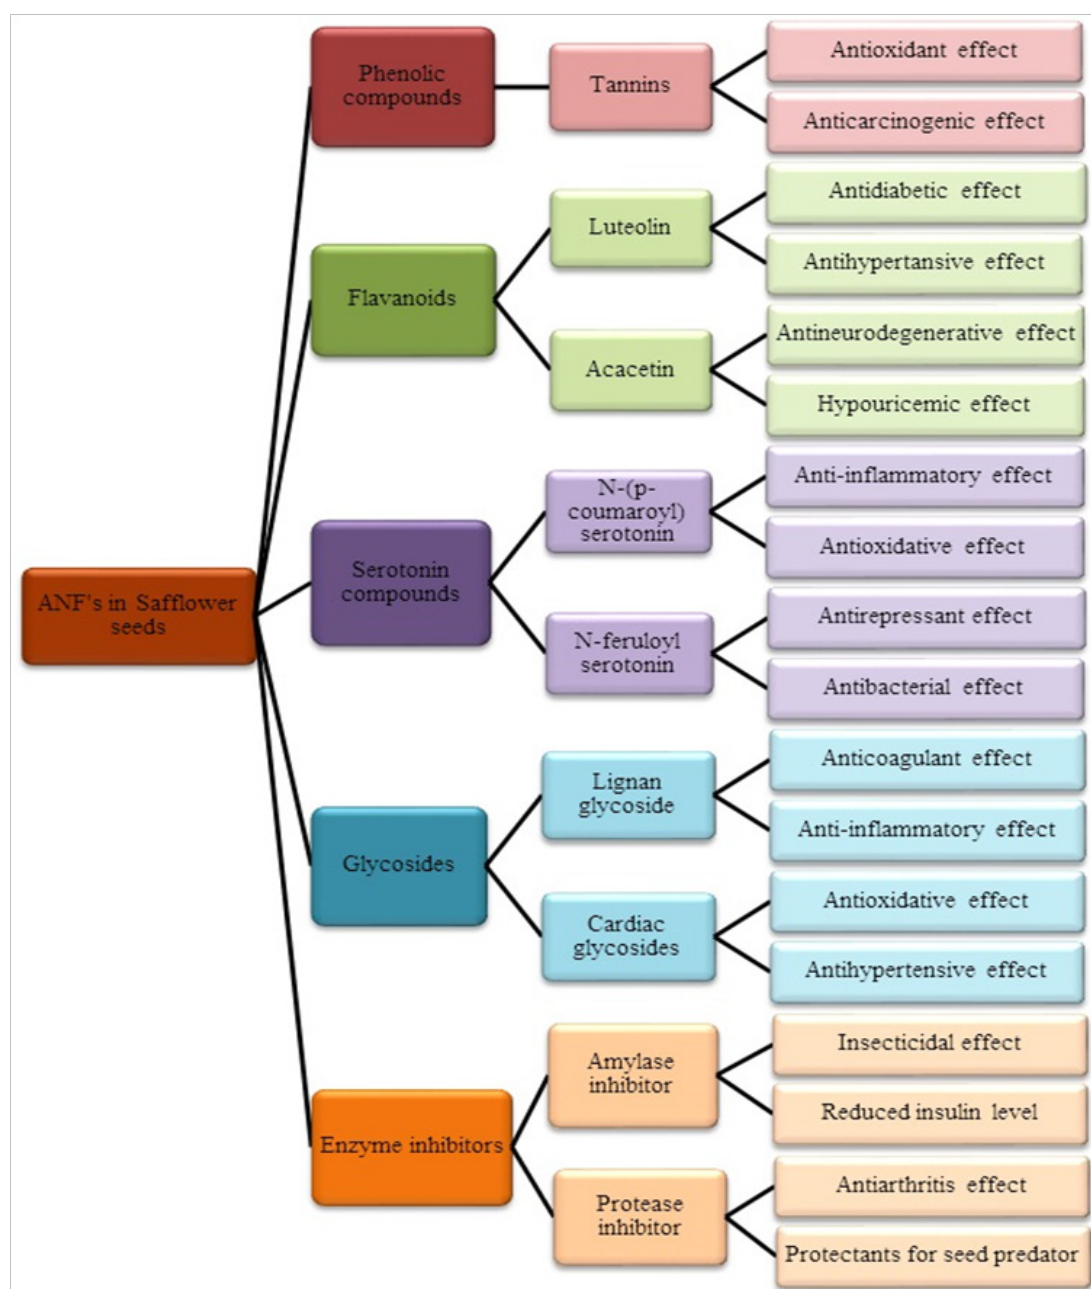 ANF's in Safflower
seeds
Phenolic
compounds
Tannins
Antioxidant effect
Anticarcinogenic effect
Flavanoids
Luteolin
Antidiabetic effect
Antihypertansive effect
Acacetin
Antineurodegenerative effect
Hypouricemic effect
Serotonin
compounds
N-(p-
coumaroyl)
serotonin
Anti-inflammatory effect
Antioxidative effect
N-feruloyl
serotonin
Antirepressant effect
Antibacterial effect
Glycosides
Lignan
glycoside
Anticoagulant effect
Anti-inflammatory effect
Cardiac
glycosides
Antioxidative effect
Antihypertensive effect
Enzyme inhibitors
Amylase
inhibitor
Insecticidal effect
Reduced insulin level
Protease
inhibitor
Antiarthritis effect
Protectants for seed predator